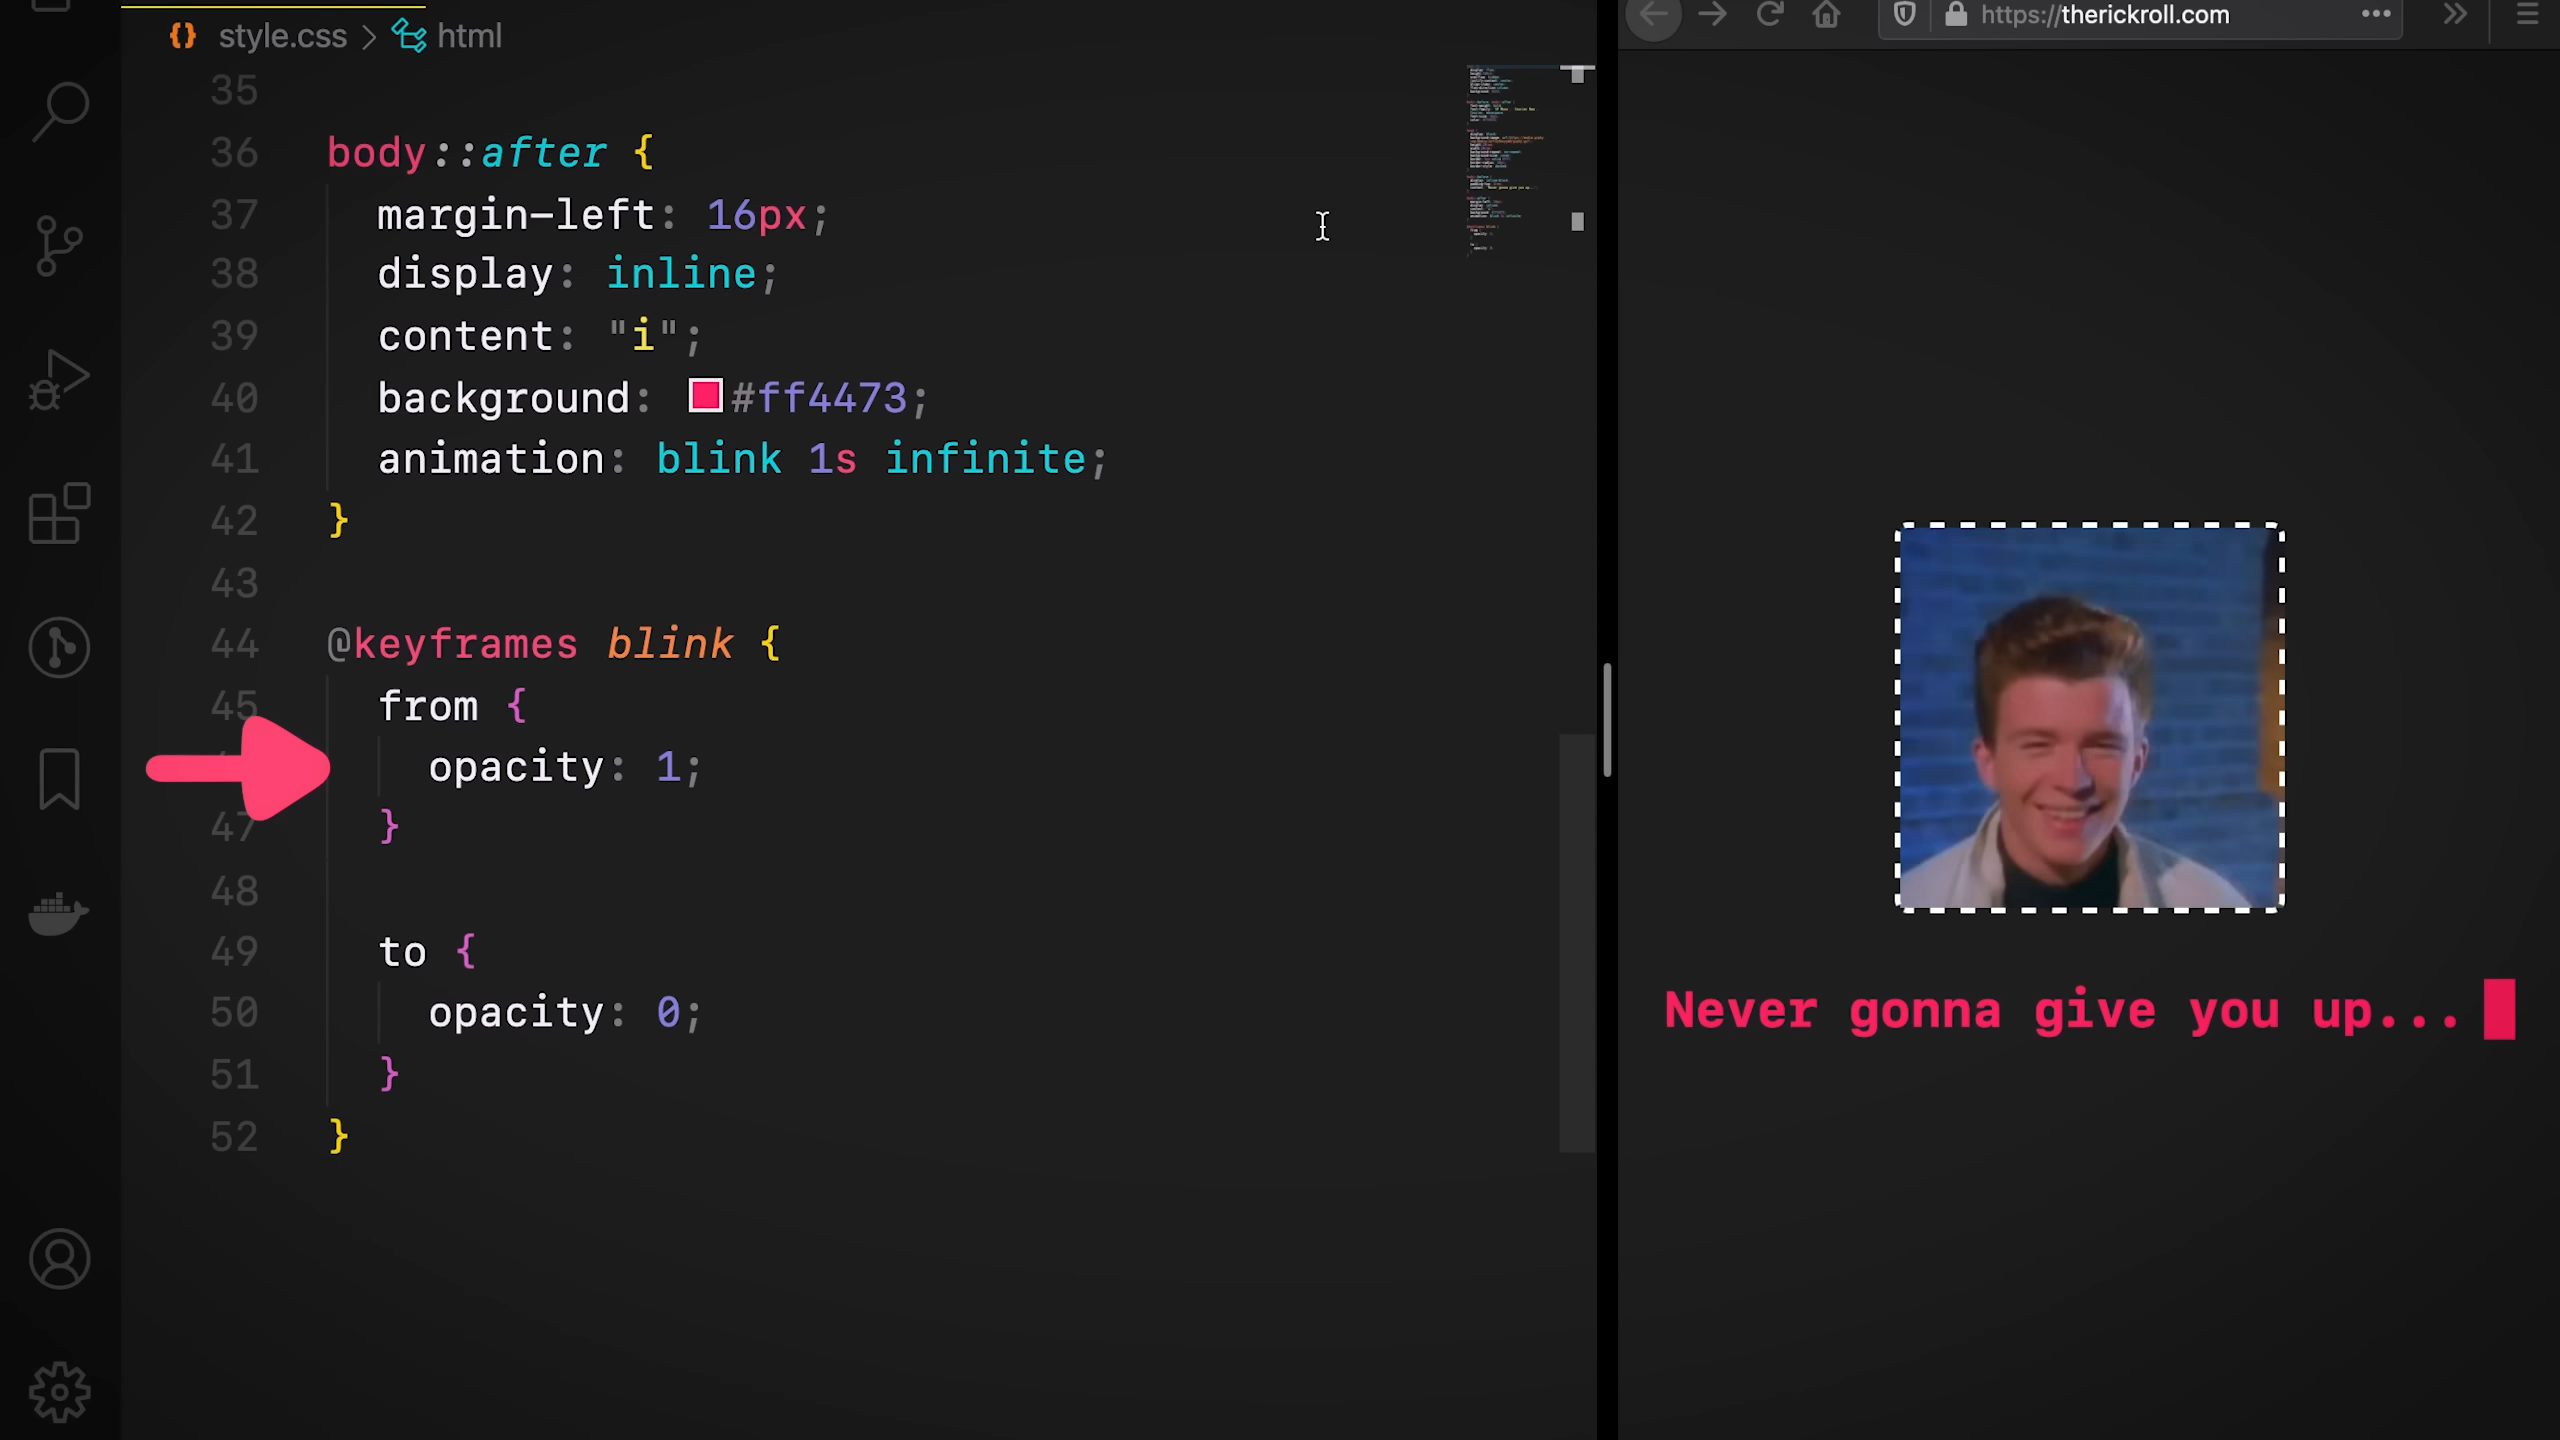 style.css > html
https://therickroll.com
35
36 body::after {
37 margin-left: 16px;
38 display: inline;
39 content: "i";
40 background: #ff4473;
41 animation: blink 1s infinite;
42 }
43
44 @keyframes blink {
45 from {
opacity: 1;
47 }
48
49 to {
50 opacity: 0;
51 }
52 }
Never gonna give you up...